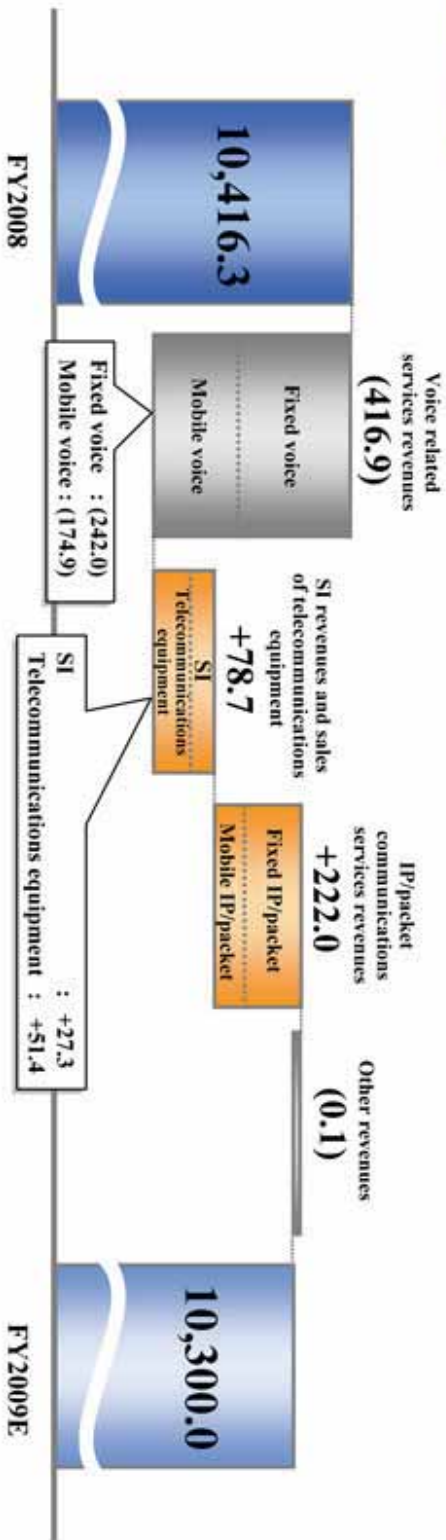 10,416.3
FY2008
Voice related
services revenues
(416.9)
Fixed voice
Mobile voice
Fixed voice : (242.0)
Mobile voice : (174.9)
SI revenues and sales
of telecommunications
equipment
+78.7
SI
Telecommunications
equipment
SI : +27.3
Telecommunications equipment : +51.4
IP/packet
communications
services revenues
+222.0
Fixed IP/packet
Mobile IP/packet
Other revenues
(0.1)
10,300.0
FY2009E